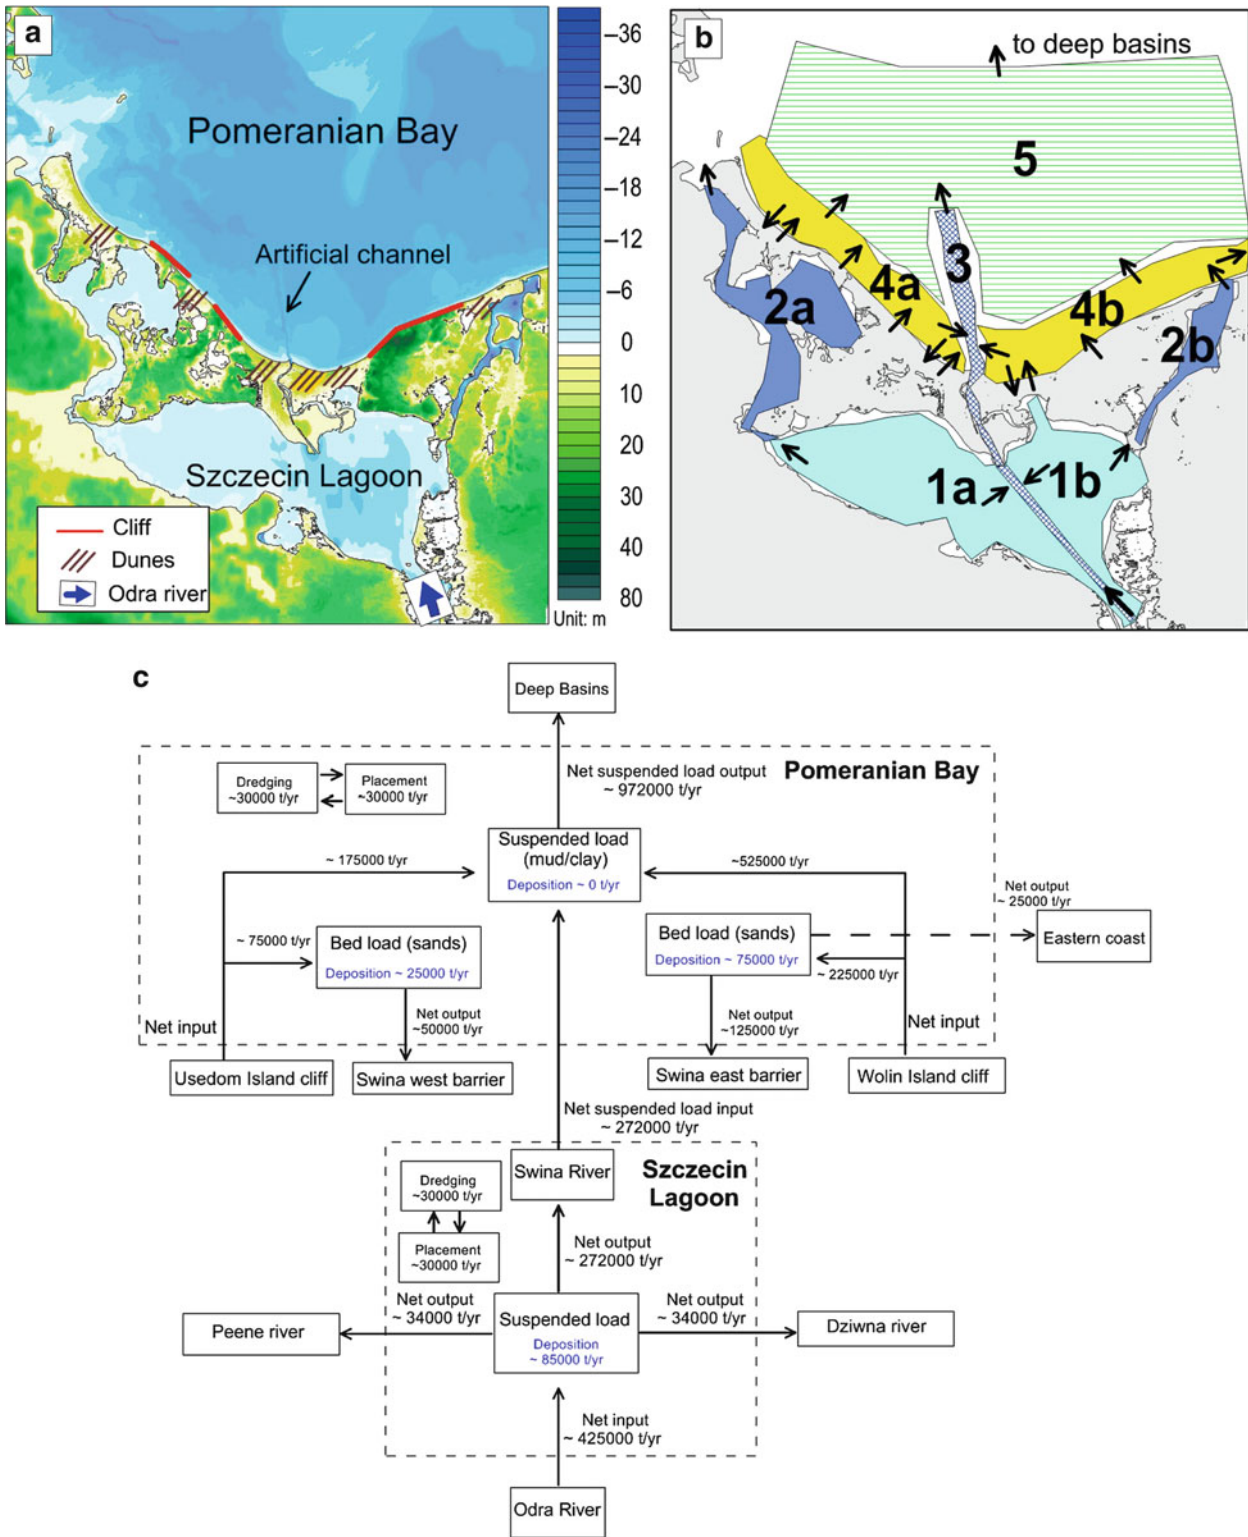 a
Pomeranian Bay
Artificial channel
Szczecin Lagoon
Cliff
Dunes
Odra river
–36
–30
–24
–18
–12
–6
0
10
20
30
40
80
Unit: m
b
to deep basins
5
3
4a
4b
2a
2b
1a
1b
c
Deep Basins
Pomeranian Bay
Net suspended load output
~ 972000 t/yr
Dredging
~30000 t/yr
Placement
~30000 t/yr
Suspended load
(mud/clay)
Deposition ~ 0 t/yr
~ 175000 t/yr
~525000 t/yr
Net output
~ 25000 t/yr
Eastern coast
~ 75000 t/yr
Bed load (sands)
Deposition ~ 25000 t/yr
Bed load (sands)
Deposition ~ 75000 t/yr
~ 225000 t/yr
Net input
Net output
~50000 t/yr
Net output
~125000 t/yr
Net input
Usedom Island cliff
Swina west barrier
Swina east barrier
Wolin Island cliff
Net suspended load input
~ 272000 t/yr
Szczecin
Lagoon
Swina River
Dredging
~30000 t/yr
Placement
~30000 t/yr
Net output
~ 272000 t/yr
Net output
~ 34000 t/yr
Net output
~ 34000 t/yr
Peene river
Suspended load
Deposition
~ 85000 t/yr
Dziwna river
Net input
~ 425000 t/yr
Odra River